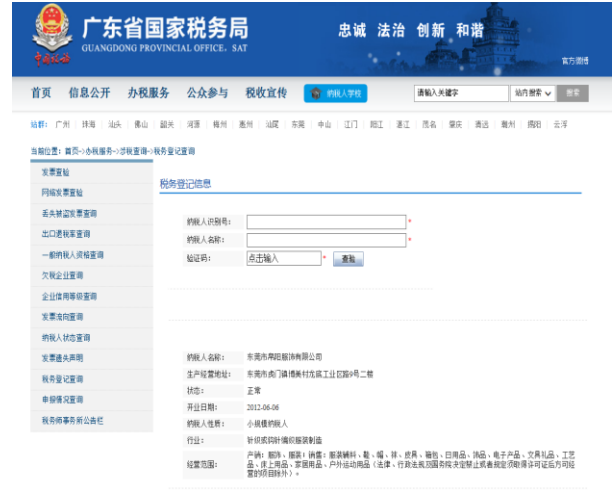 广东省国家税务局
GUANGDONG PROVINCIAL OFFICE. SAT
忠诚 法治 创新 和谐
官方微博
首页 信息公开 办税服务 公众参与 税收宣传 纳税人学校 请输入关键字 站内搜索 搜索
站群: 广州 珠海 汕头 佛山 韶关 河源 梅州 惠州 汕尾 东莞 中山 江门 阳江 湛江 茂名 肇庆 清远 潮州 揭阳 云浮
当前位置: 首页->办税服务->涉税查询->税务登记查询
发票查验
网络发票查验
丢失被盗发票查询
出口退税率查询
一般纳税人资格查询
欠税企业查询
企业信用等级查询
发票流向查询
纳税人状态查询
发票遗失声明
税务登记查询
申报情况查询
税务师事务所公告栏
税务登记信息
纳税人识别号: *
纳税人名称: *
验证码: 点击输入 * 查验
纳税人名称: 东莞市 服饰有限公司
生产经营地址: 东莞市虎门镇博美村龙底工业区路9号二楼
状态: 正常
开业日期: 2012-06-06
纳税人性质: 小规模纳税人
行业: 针织或钩针编织服装制造
经营范围: 产销: 服饰、服装; 销售: 服装辅料、鞋、帽、袜、皮具、箱包、日用品、饰品、电子产品、文具礼品、工艺
品、床上用品、家居用品、户外运动用品(法律、行政法规及国务院决定禁止或者规定须取得许可证后方可经
营的项目除外)。